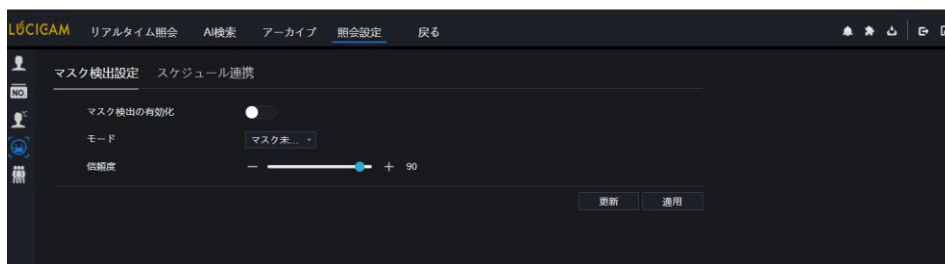 LÚCIGAM リアルタイム照会 AI検索 アーカイブ 照会設定 戻る
NO.
マスク検出設定 スケジュール連携
マスク検出の有効化
モード マスク未...
信頼度 90
更新 適用